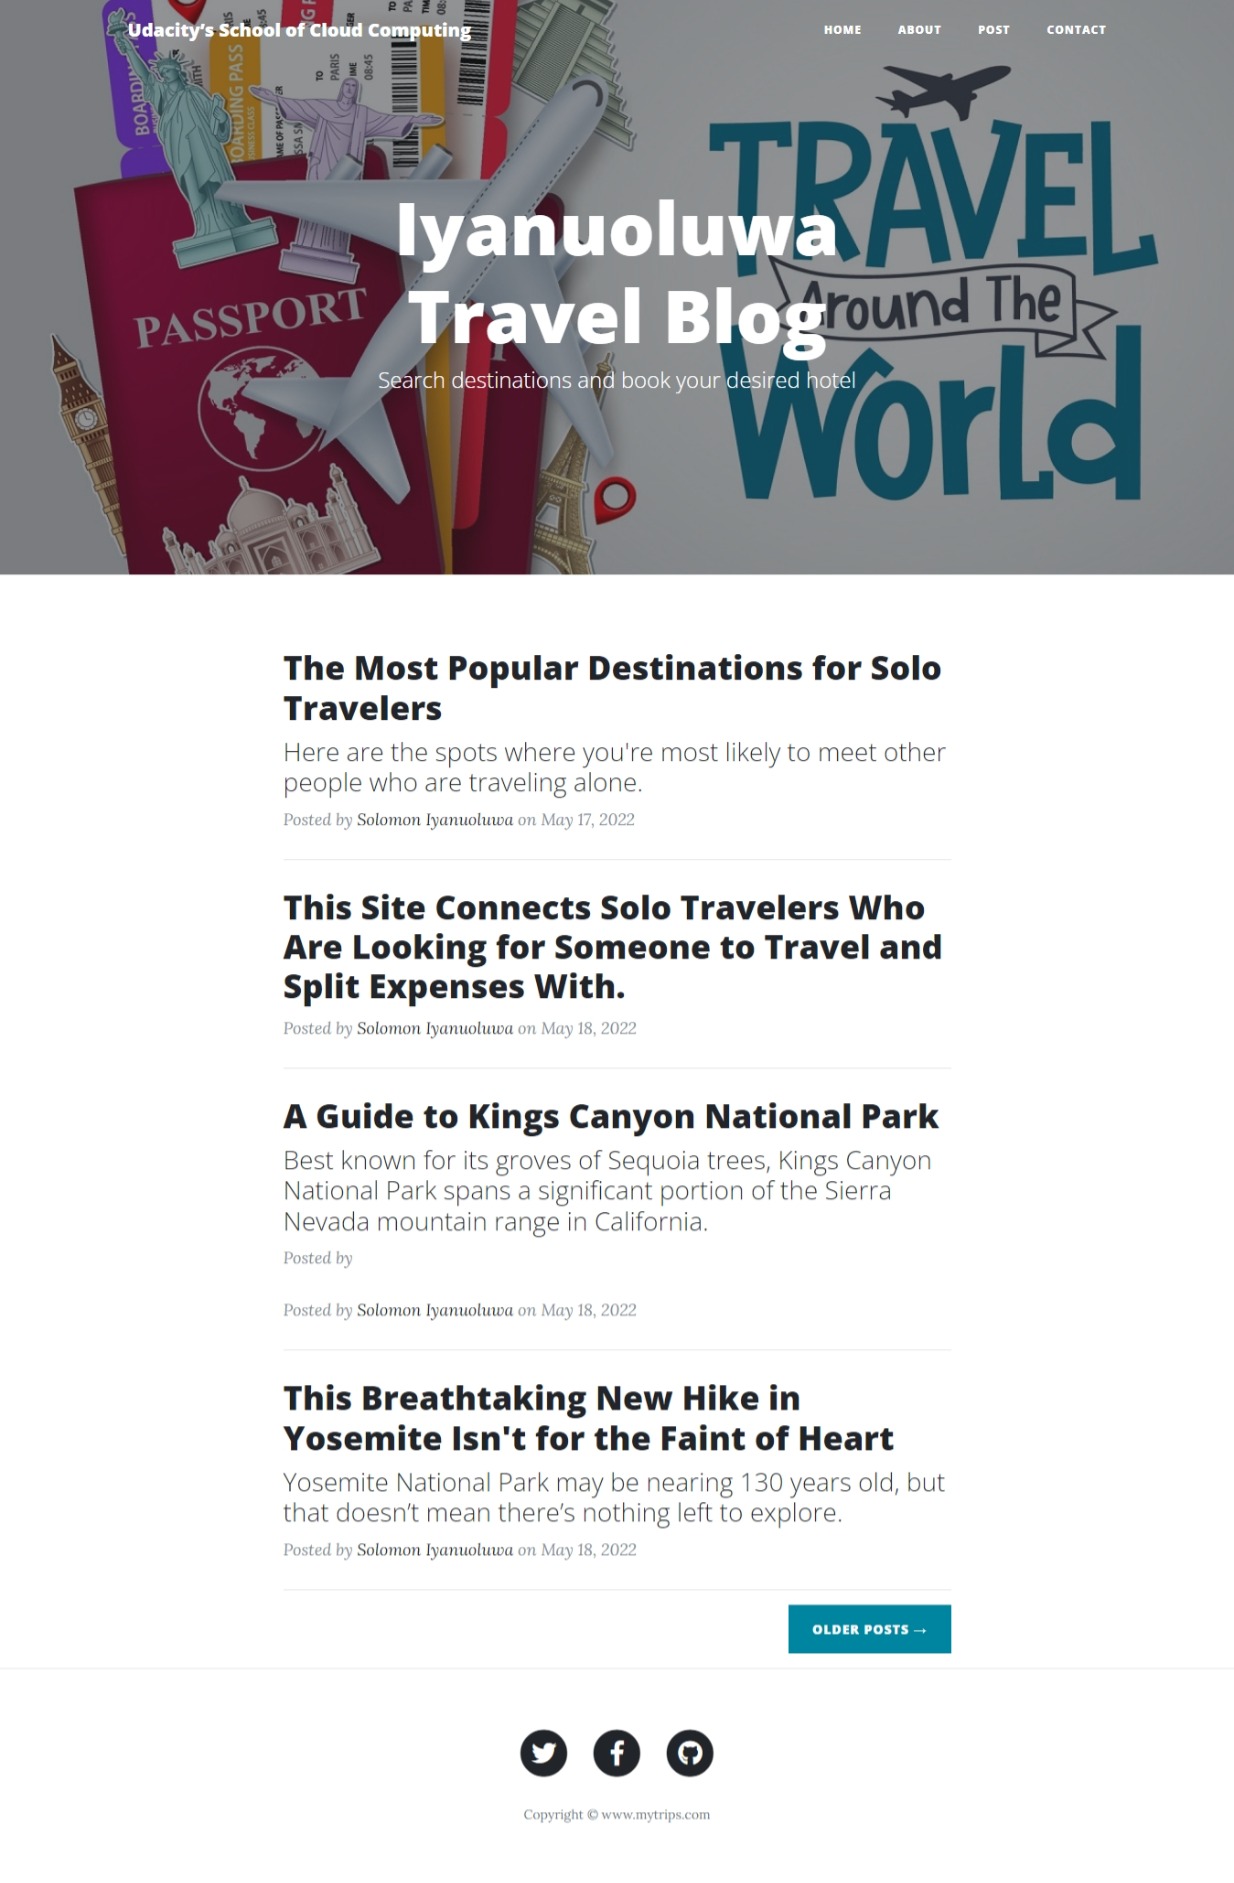 Udacity’s School of Cloud Computing
HOME
ABOUT
POST
CONTACT
BOARDING PASS
PARIS
TO
08:45
PASSPORT
TRAVEL
Around The
World
Iyanuoluwa
Travel Blog
Search destinations and book your desired hotel
The Most Popular Destinations for Solo
Travelers
Here are the spots where you're most likely to meet other
people who are traveling alone.
Posted by Solomon Iyanuoluwa on May 17, 2022
This Site Connects Solo Travelers Who
Are Looking for Someone to Travel and
Split Expenses With.
Posted by Solomon Iyanuoluwa on May 18, 2022
A Guide to Kings Canyon National Park
Best known for its groves of Sequoia trees, Kings Canyon
National Park spans a significant portion of the Sierra
Nevada mountain range in California.
Posted by
Posted by Solomon Iyanuoluwa on May 18, 2022
This Breathtaking New Hike in
Yosemite Isn't for the Faint of Heart
Yosemite National Park may be nearing 130 years old, but
that doesn’t mean there’s nothing left to explore.
Posted by Solomon Iyanuoluwa on May 18, 2022
OLDER POSTS →
Copyright © www.mytrips.com